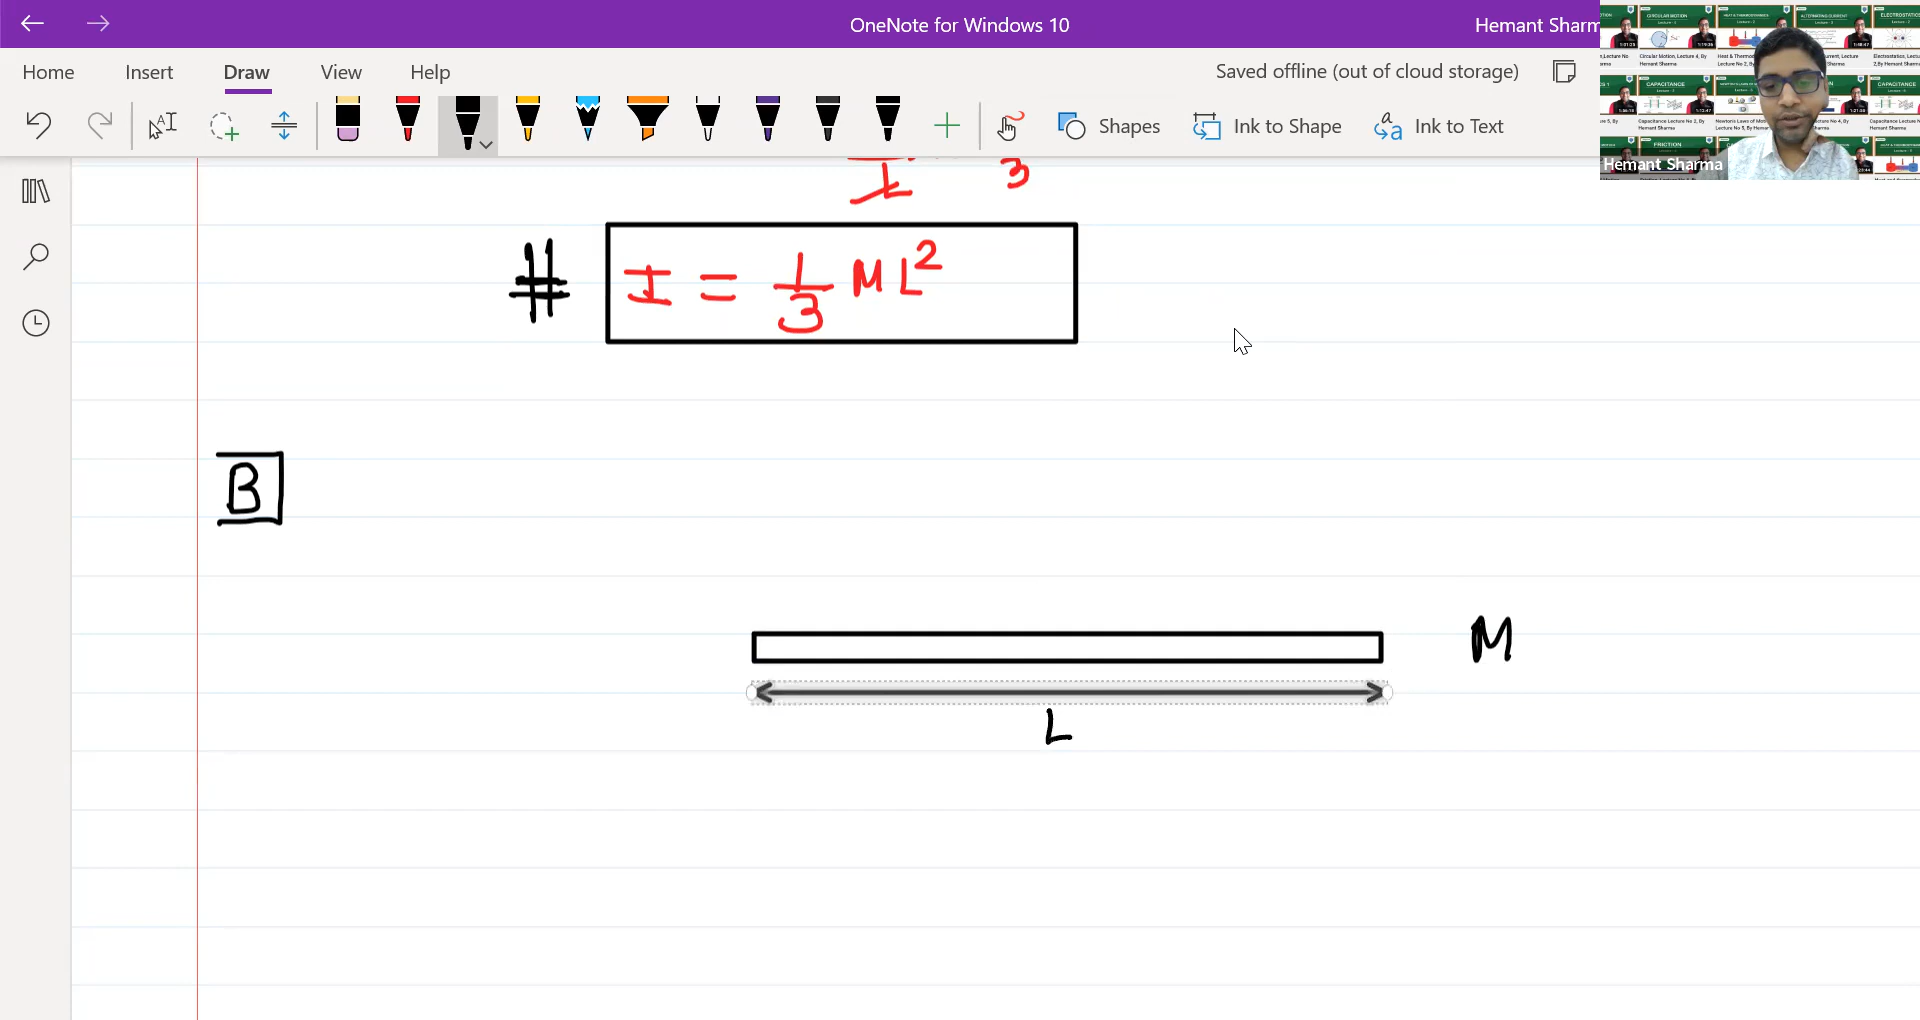 OneNote for Windows 10
Hemant Sharm
Home Insert Draw View Help
Saved offline (out of cloud storage)
Shapes Ink to Shape Ink to Text
Hemant Sharma
L 3
# I = 1/3 ML²
B
M
L